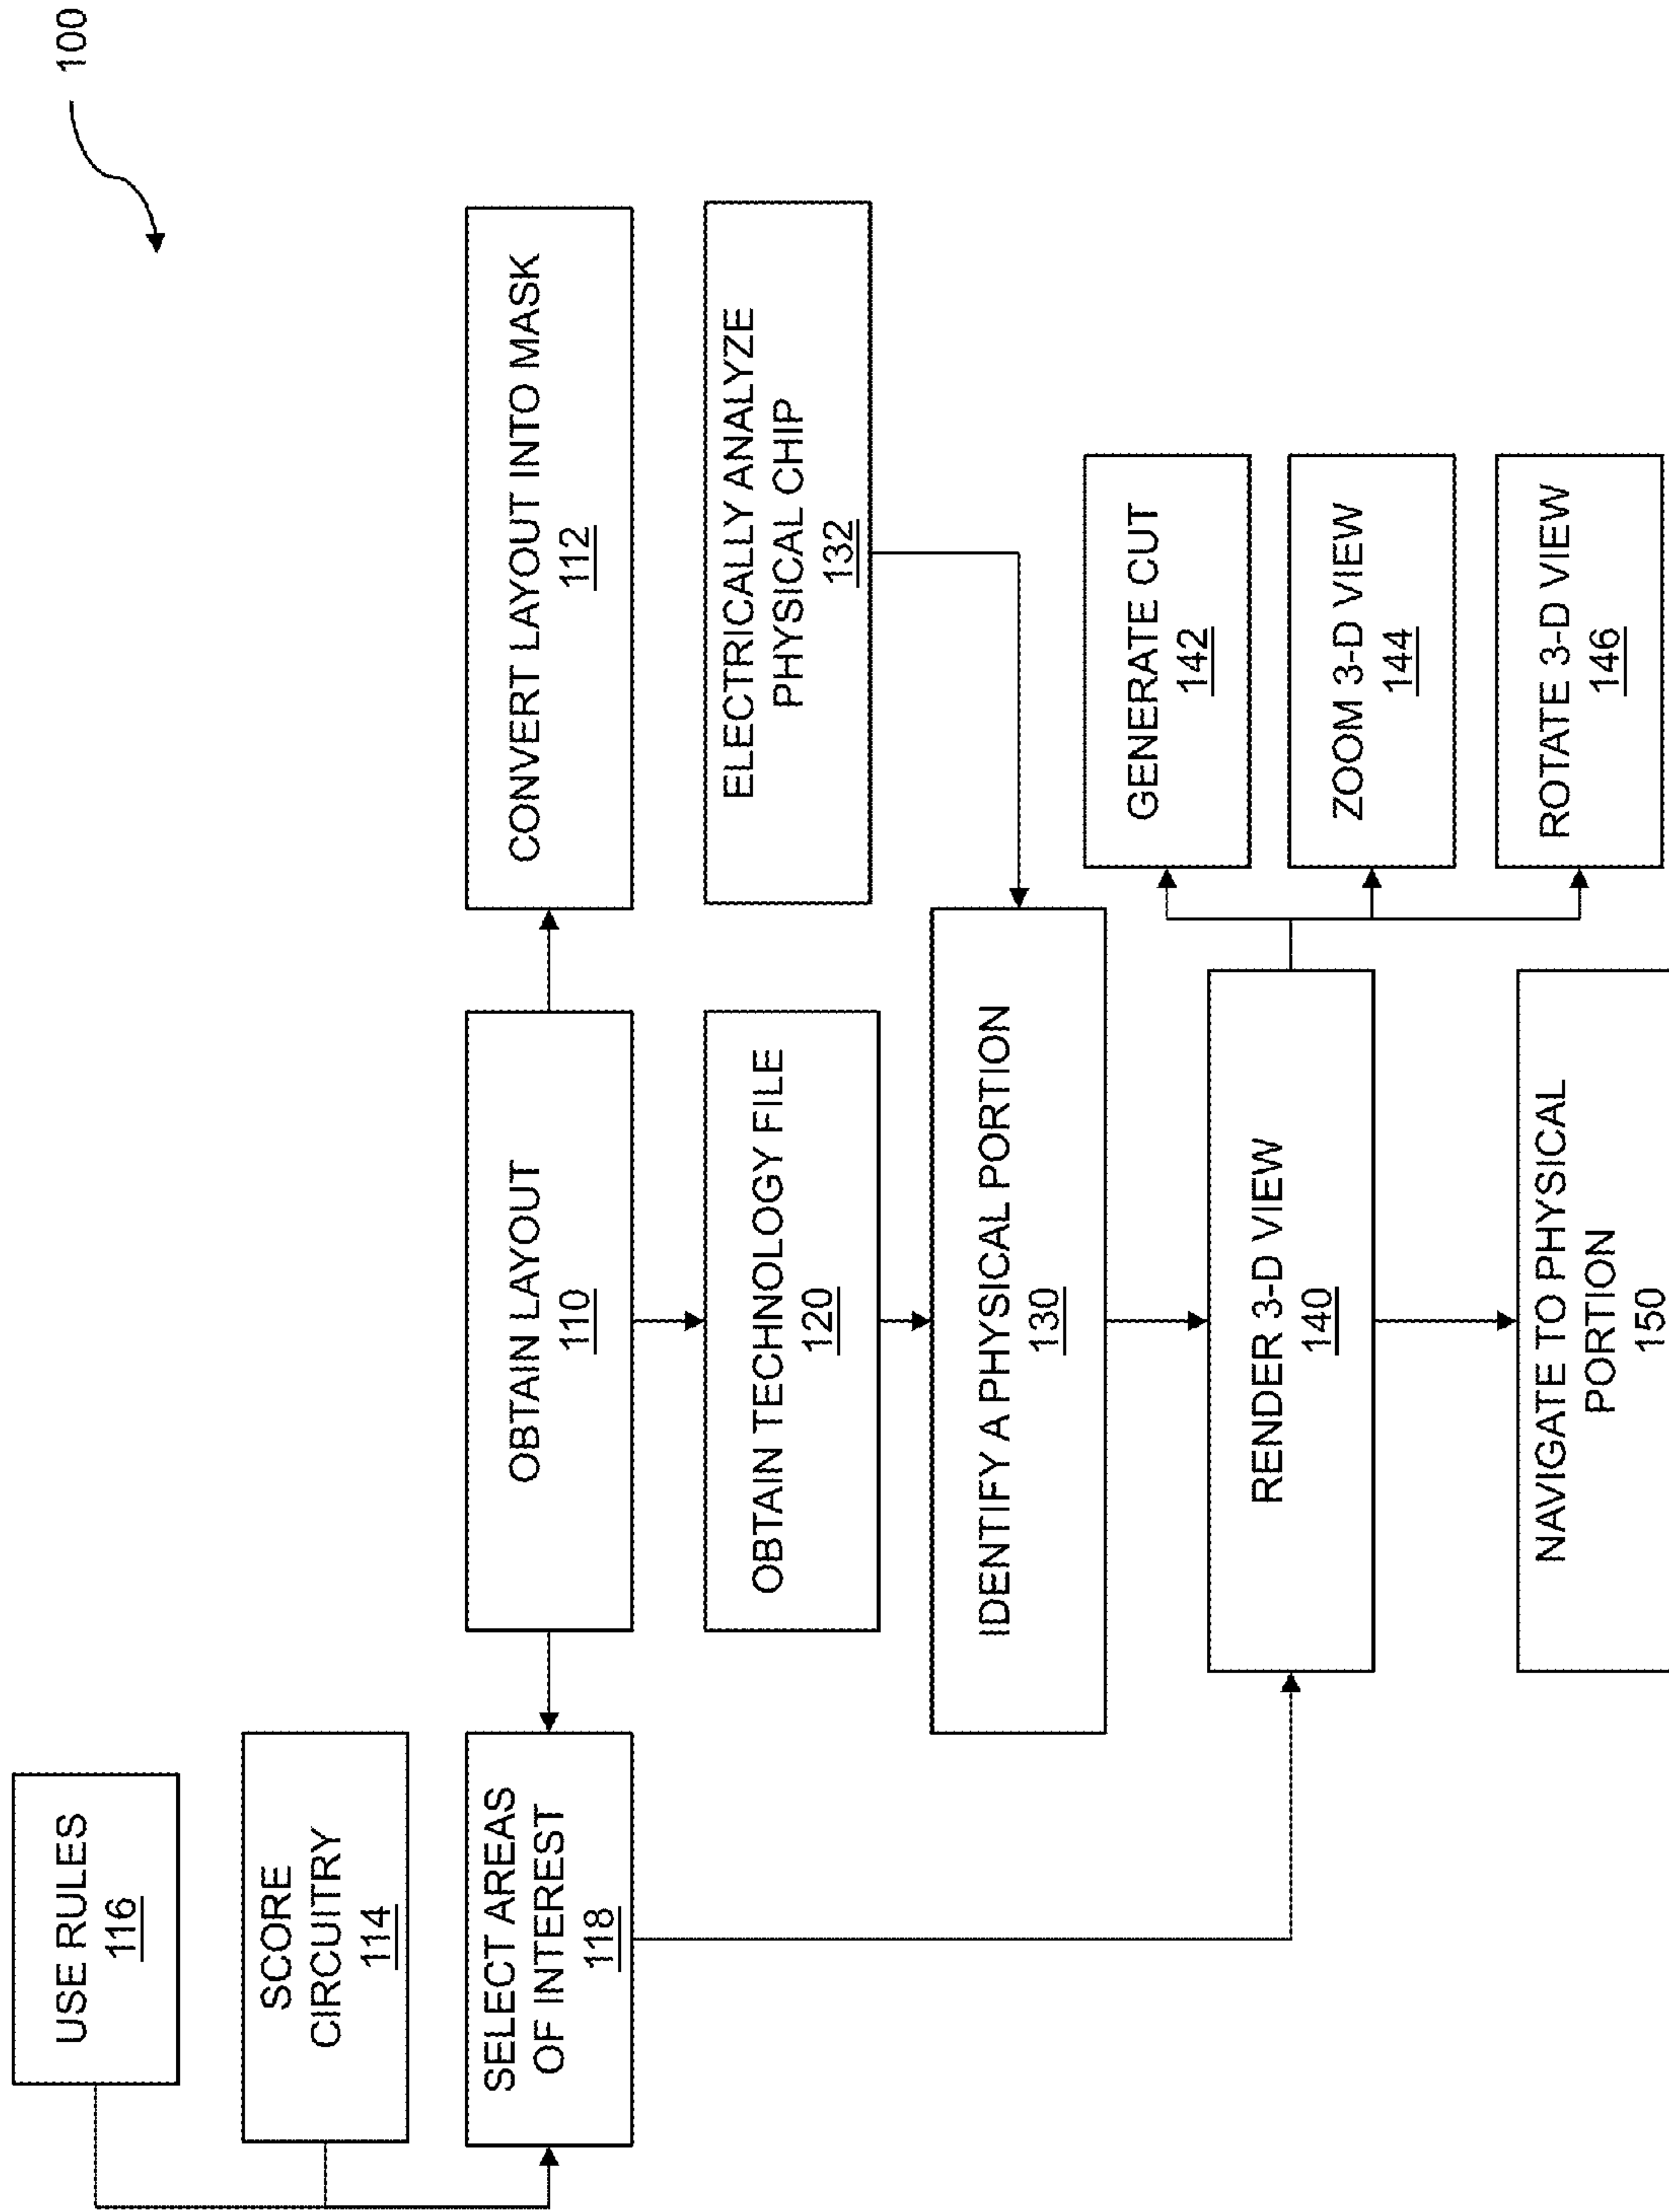 100
USE RULES
116
SCORE
CIRCUITRY
114
SELECT AREAS
OF INTEREST
118
OBTAIN LAYOUT
110
CONVERT LAYOUT INTO MASK
112
OBTAIN TECHNOLOGY FILE
120
ELECTRICALLY ANALYZE
PHYSICAL CHIP
132
IDENTIFY A PHYSICAL PORTION
130
RENDER 3-D VIEW
140
GENERATE CUT
142
ZOOM 3-D VIEW
144
ROTATE 3-D VIEW
146
NAVIGATE TO PHYSICAL
PORTION
150